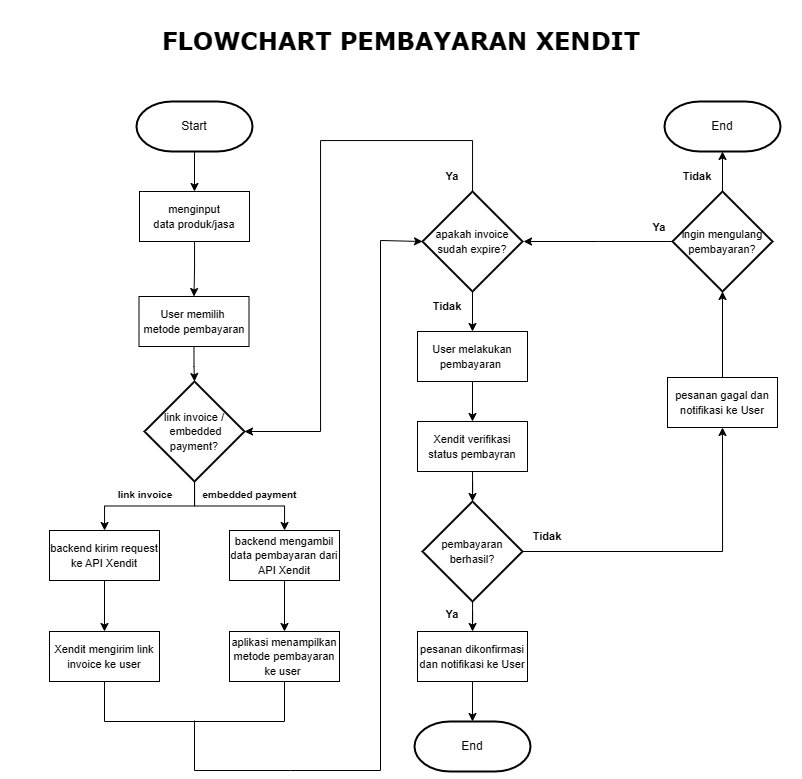 FLOWCHART PEMBAYARAN XENDIT
Start
menginput
data produk/jasa
User memilih
metode pembayaran
link invoice /
embedded
payment?
link invoice
embedded payment
backend kirim request
ke API Xendit
backend mengambil
data pembayaran dari
API Xendit
Xendit mengirim link
invoice ke user
aplikasi menampilkan
metode pembayaran
ke user
Ya
apakah invoice
sudah expire?
Tidak
User melakukan
pembayaran
Xendit verifikasi
status pembayran
pembayaran
berhasil?
Tidak
Ya
pesanan dikonfirmasi
dan notifikasi ke User
End
pesanan gagal dan
notifikasi ke User
ingin mengulang
pembayaran?
Ya
Tidak
End